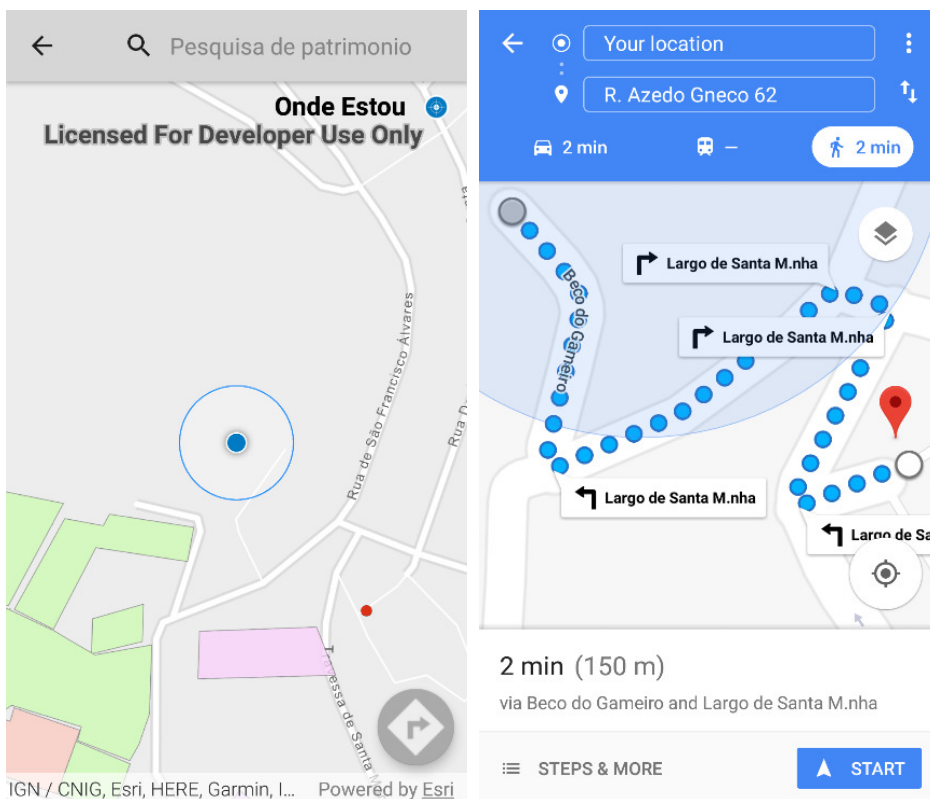 Pesquisa de patrimonio
Onde Estou
Licensed For Developer Use Only
Rua de São Francisco Álvares
Rua D
Travessa de Santa M
IGN / CNIG, Esri, HERE, Garmin, I...
Powered by Esri
Your location
R. Azedo Gneco 62
2 min
–
2 min
Largo de Santa M.nha
Beco do Gameiro
Largo de Santa M.nha
Largo de Santa M.nha
Largo de Sa
2 min (150 m)
via Beco do Gameiro and Largo de Santa M.nha
STEPS & MORE
START